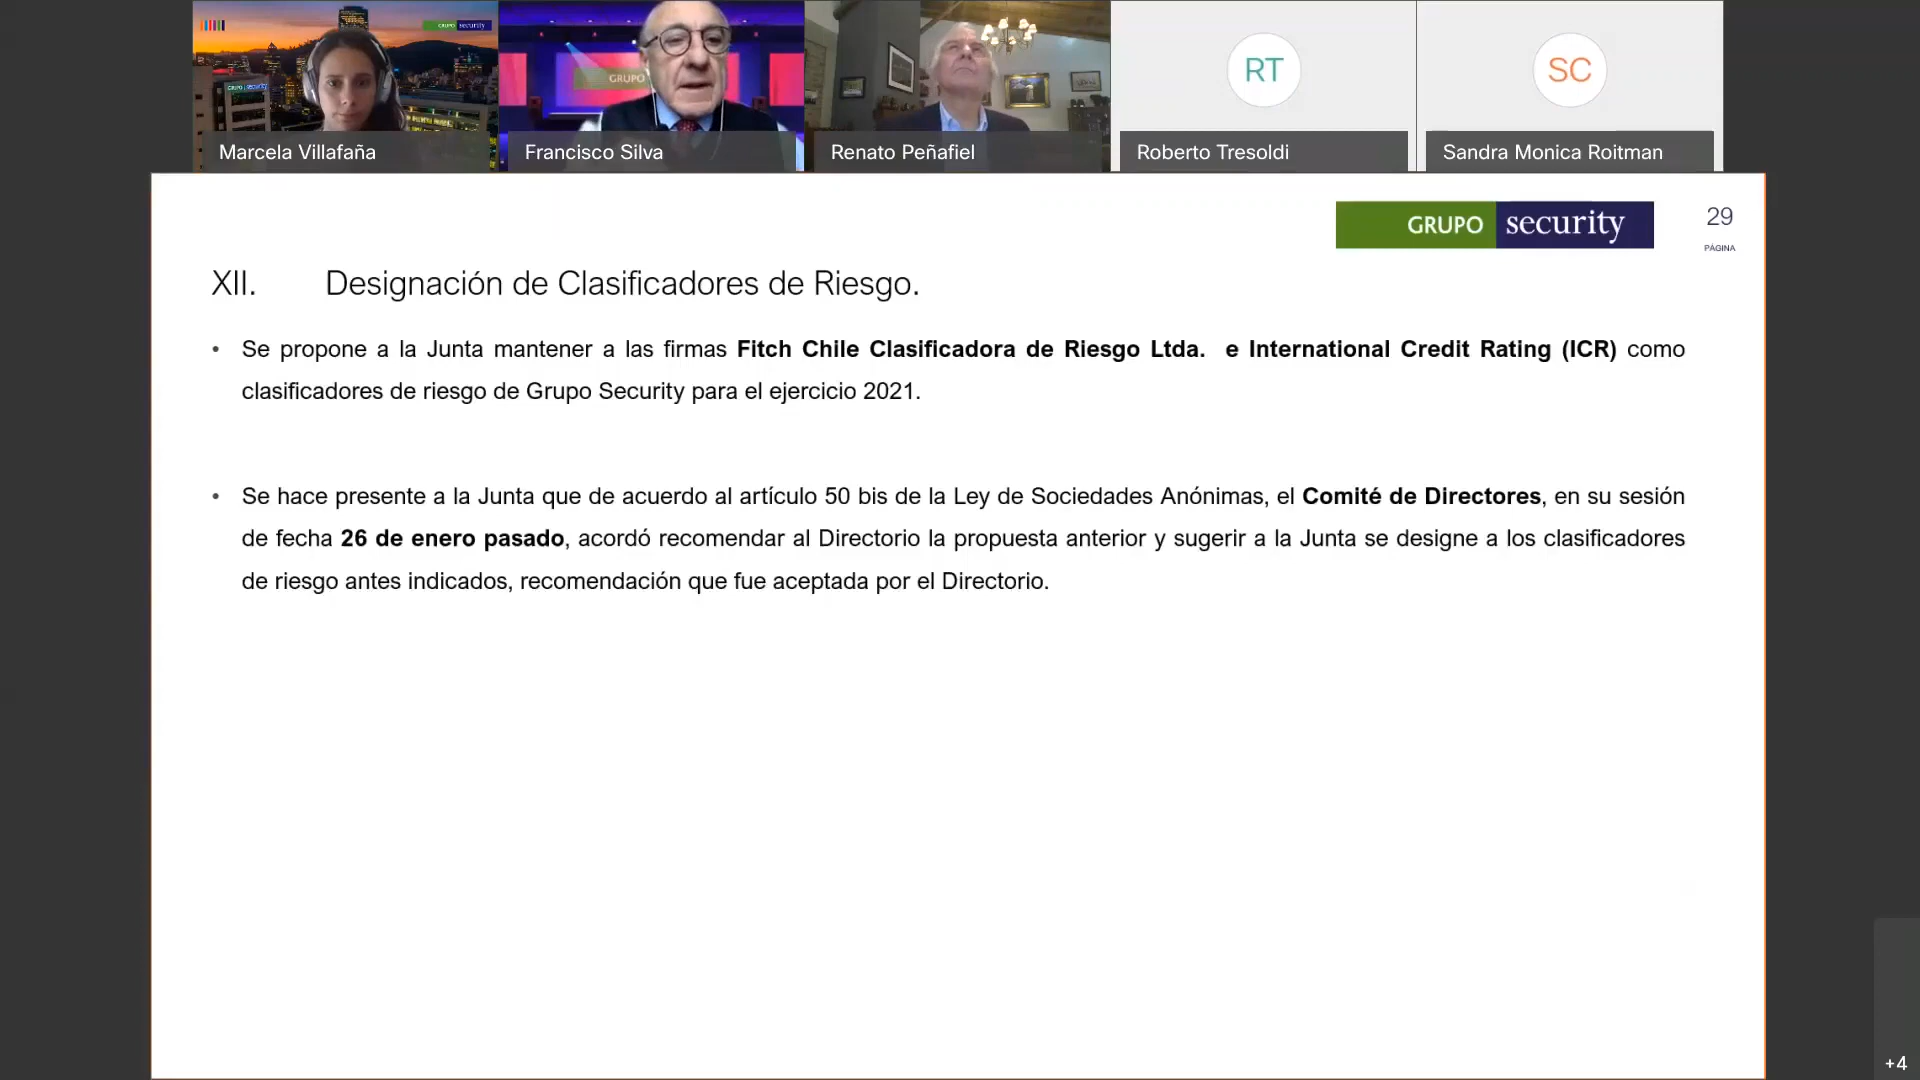 GRUPO security
GRUPO security
GRUPO
RT
SC
Marcela Villafaña
Francisco Silva
Renato Peñafiel
Roberto Tresoldi
Sandra Monica Roitman
GRUPO security
29
PÁGINA
XII. Designación de Clasificadores de Riesgo.
• Se propone a la Junta mantener a las firmas Fitch Chile Clasificadora de Riesgo Ltda. e International Credit Rating (ICR) como
clasificadores de riesgo de Grupo Security para el ejercicio 2021.
• Se hace presente a la Junta que de acuerdo al artículo 50 bis de la Ley de Sociedades Anónimas, el Comité de Directores, en su sesión
de fecha 26 de enero pasado, acordó recomendar al Directorio la propuesta anterior y sugerir a la Junta se designe a los clasificadores
de riesgo antes indicados, recomendación que fue aceptada por el Directorio.
+4